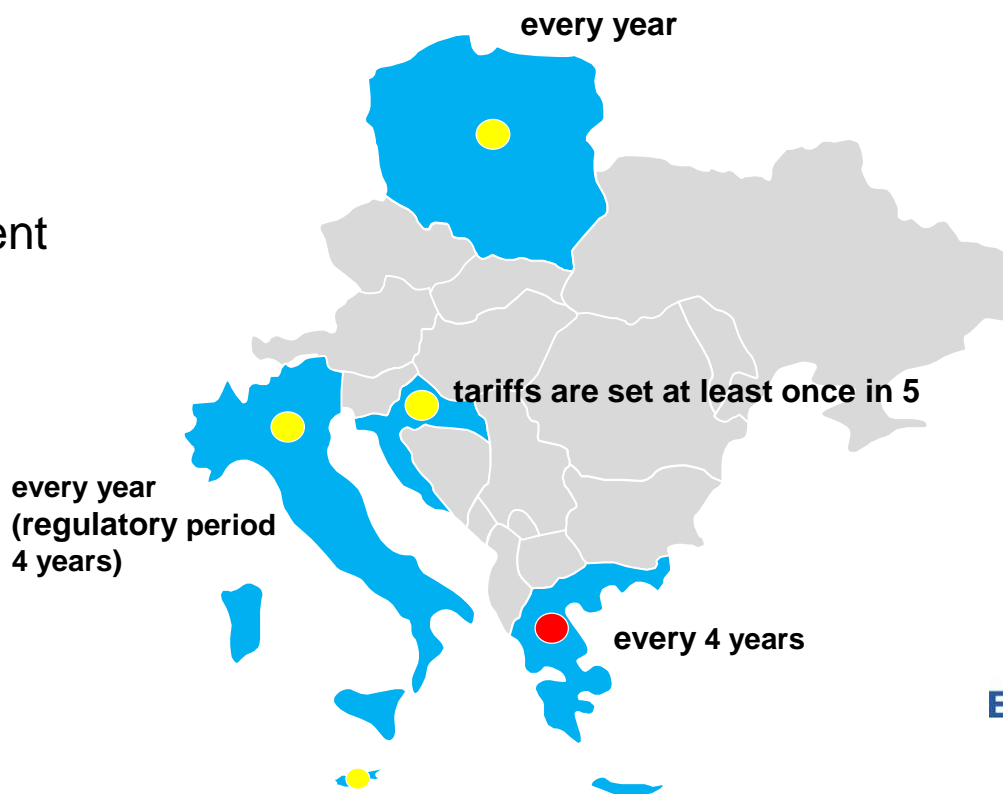 every year
ent
tariffs are set at least once in 5
every year
(regulatory period
4 years)
every 4 years
E